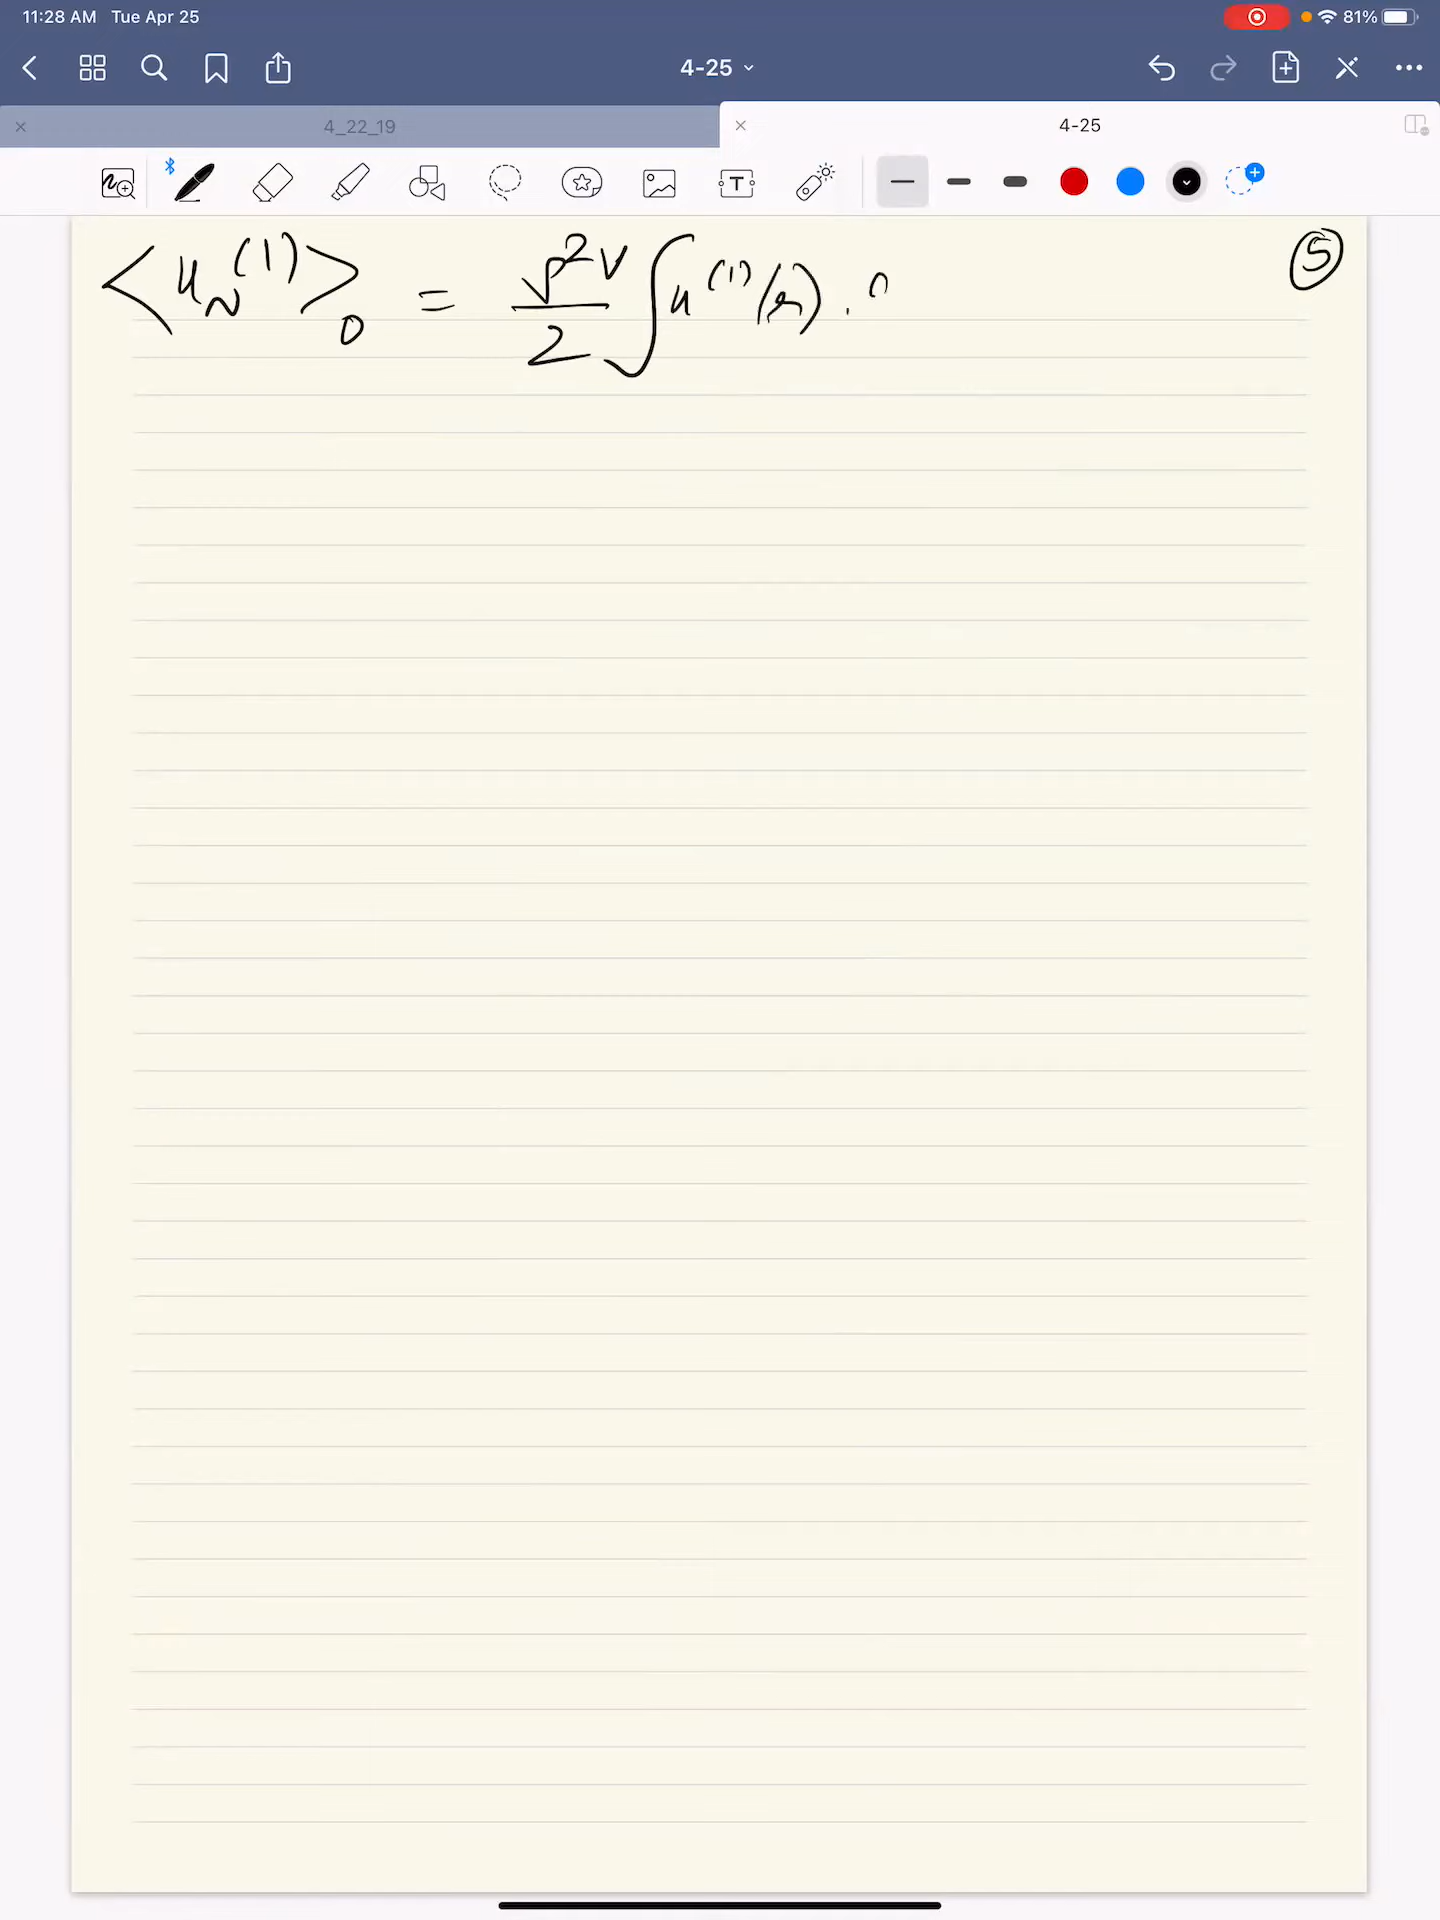 11:28 AM Tue Apr 25
81%
4-25
4_22_19
4-25
T
⟨u_N^(1)⟩_0 = ρ²V/2 ∫u^(1)(r).
5